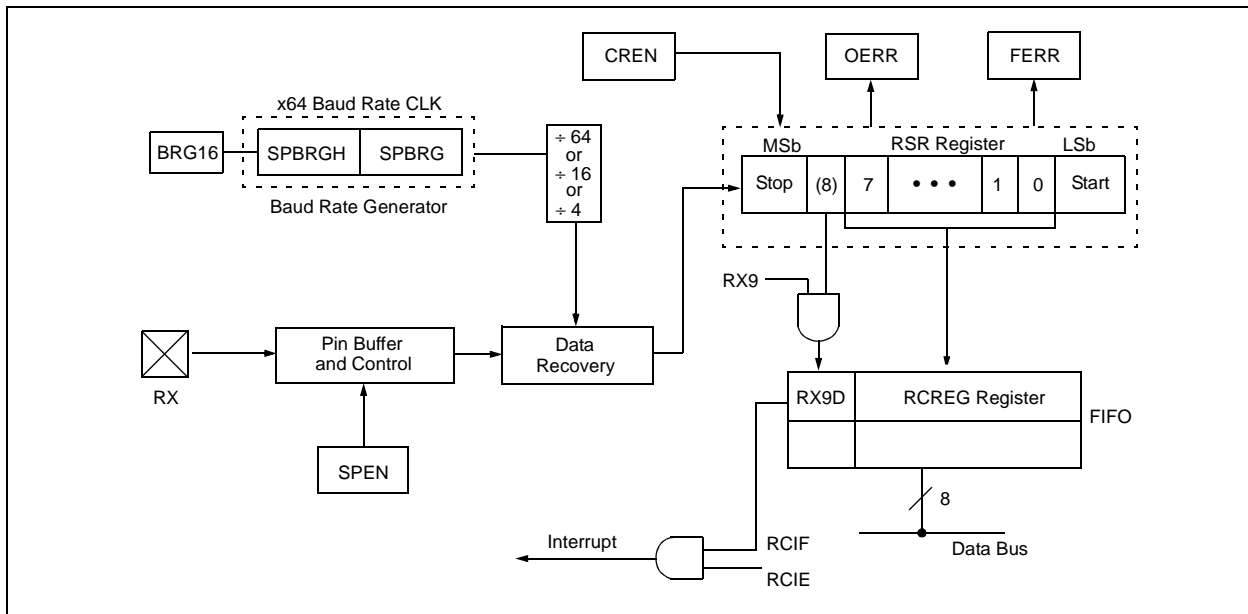 CREN
OERR
FERR
x64 Baud Rate CLK
BRG16
SPBRGH
SPBRG
Baud Rate Generator
÷ 64
or
÷ 16
or
÷ 4
MSb
RSR Register
LSb
Stop
(8)
7
• • •
1
0
Start
RX9
RX
Pin Buffer
and Control
Data
Recovery
SPEN
RX9D
RCREG Register
FIFO
8
Data Bus
Interrupt
RCIF
RCIE